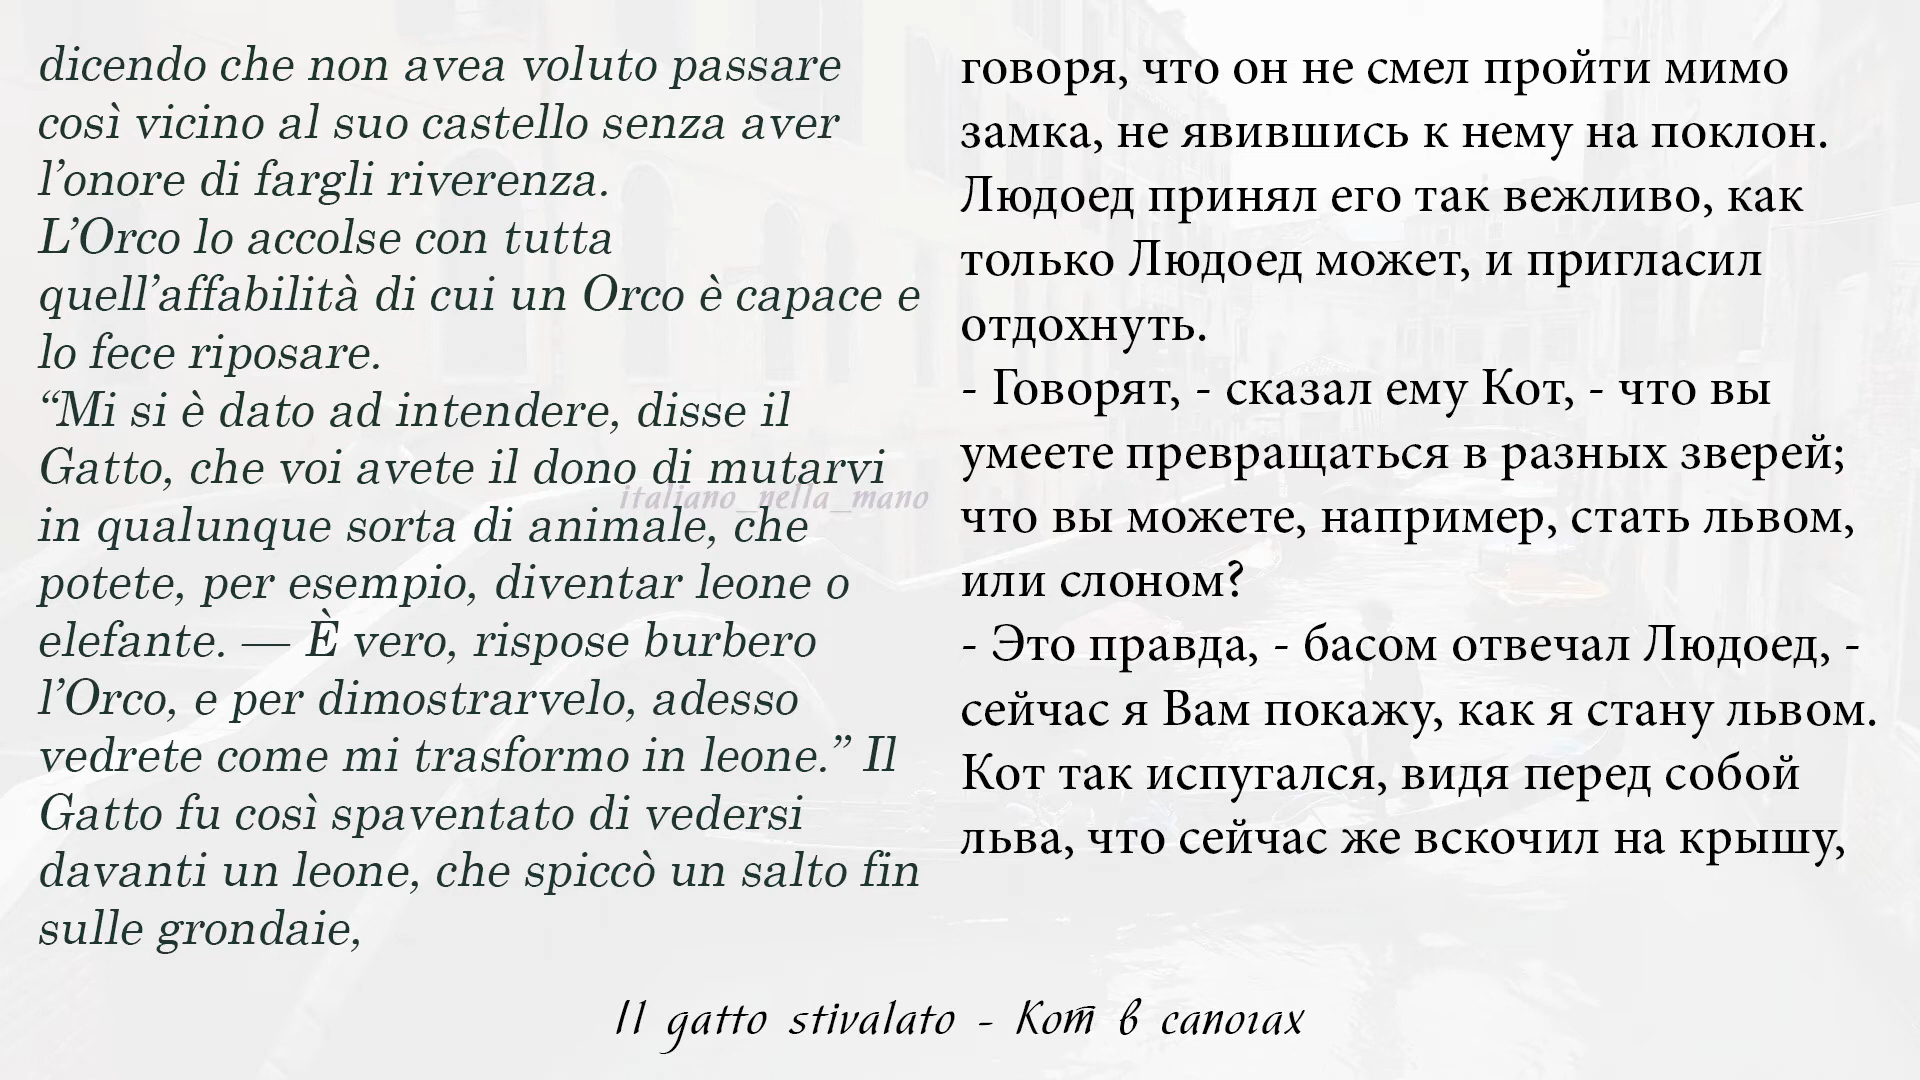 dicendo che non avea voluto passare
così vicino al suo castello senza aver
l’onore di fargli riverenza.
L’Orco lo accolse con tutta
quell’affabilità di cui un Orco è capace e
lo fece riposare.
“Mi si è dato ad intendere, disse il
Gatto, che voi avete il dono di mutarvi
in qualunque sorta di animale, che
potete, per esempio, diventar leone o
elefante. — È vero, rispose burbero
l’Orco, e per dimostrarvelo, adesso
vedrete come mi trasformo in leone.” Il
Gatto fu così spaventato di vedersi
davanti un leone, che spiccò un salto fin
sulle grondaie,
italiano_nella_mano
говоря, что он не смел пройти мимо
замка, не явившись к нему на поклон.
Людоед принял его так вежливо, как
только Людоед может, и пригласил
отдохнуть.
- Говорят, - сказал ему Кот, - что вы
умеете превращаться в разных зверей;
что вы можете, например, стать львом,
или слоном?
- Это правда, - басом отвечал Людоед, -
сейчас я Вам покажу, как я стану львом.
Кот так испугался, видя перед собой
льва, что сейчас же вскочил на крышу,
Il gatto stivalato - Кот в сапогах